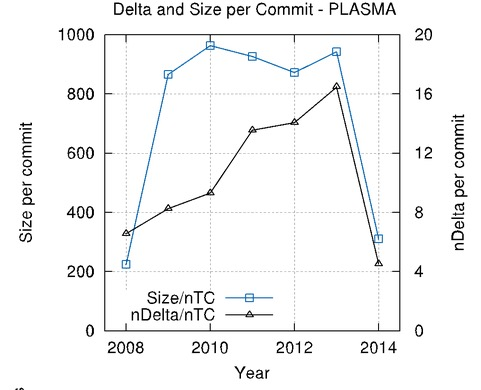 Delta and Size per Commit - PLASMA
1000
800
600
400
200
0
20
16
12
8
4
0
Size per commit
nDelta per commit
Size/nTC
nDelta/nTC
2008
2010
2012
2014
Year